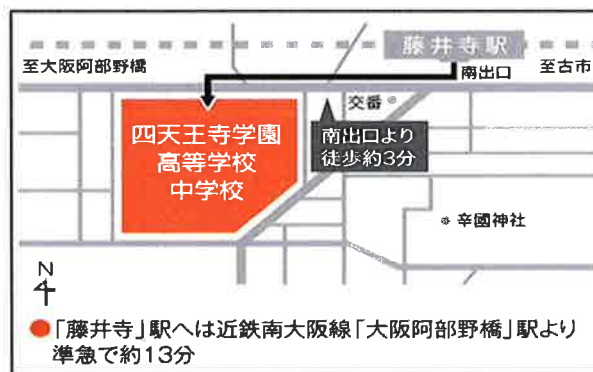 藤井寺駅
至大阪阿部野橋
南出口
至古市
交番
四天王寺学園
高等学校
中学校
南出口より
徒歩約3分
辛國神社
N
●「藤井寺」駅へは近鉄南大阪線「大阪阿部野橋」駅より
準急で約13分